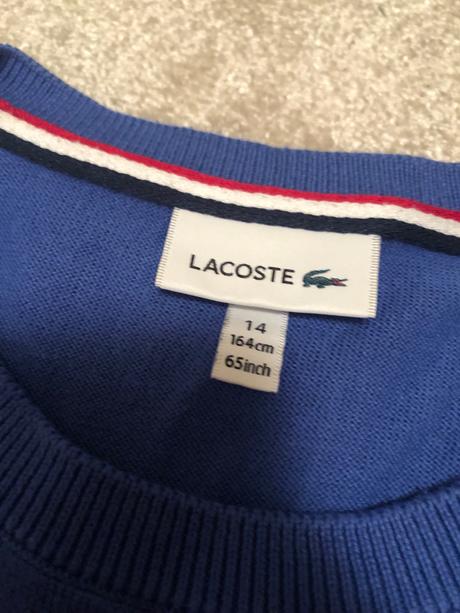 LACOSTE
14
164cm
65inch